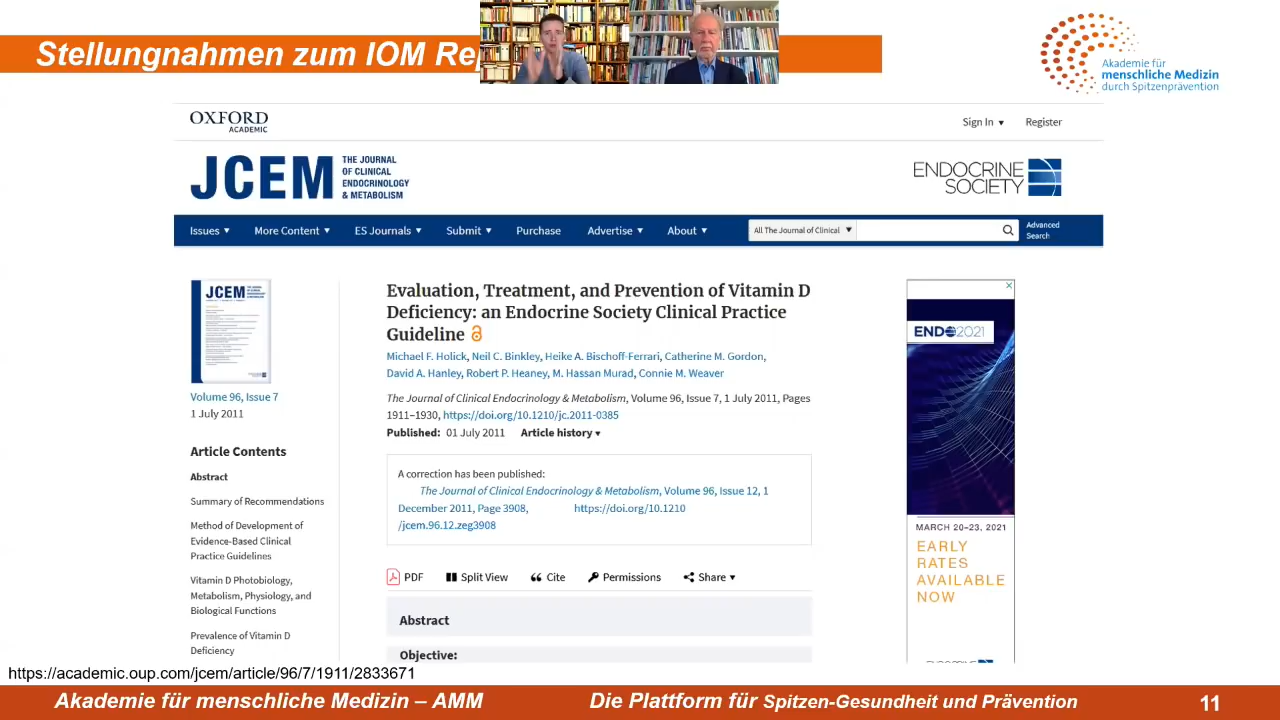 Stellungnahmen zum IOM Re
Akademie für
menschliche Medizin
durch Spitzenprävention
OXFORD
ACADEMIC
Sign In
Register
JCEM
THE JOURNAL
OF CLINICAL
ENDOCRINOLOGY
& METABOLISM
ENDOCRINE
SOCIETY
Issues More Content ES Journals Submit Purchase Advertise About
All The Journal of Clinical
Advanced
Search
JCEM
Volume 96, Issue 7
1 July 2011
Article Contents
Abstract
Summary of Recommendations
Method of Development of
Evidence-Based Clinical
Practice Guidelines
Vitamin D Photobiology,
Metabolism, Physiology, and
Biological Functions
Prevalence of Vitamin D
Deficiency
Evaluation, Treatment, and Prevention of Vitamin D
Deficiency: an Endocrine Society Clinical Practice
Guideline
Michael F. Holick, Neil C. Binkley, Heike A. Bischoff-Ferrari, Catherine M. Gordon,
David A. Hanley, Robert P. Heaney, M. Hassan Murad, Connie M. Weaver
The Journal of Clinical Endocrinology & Metabolism, Volume 96, Issue 7, 1 July 2011, Pages
1911–1930, https://doi.org/10.1210/jc.2011-0385
Published: 01 July 2011 Article history
A correction has been published:
The Journal of Clinical Endocrinology & Metabolism, Volume 96, Issue 12, 1
December 2011, Page 3908, https://doi.org/10.1210
/jcem.96.12.zeg3908
PDF Split View Cite Permissions Share
Abstract
Objective:
ENDO2021
MARCH 20–23, 2021
EARLY
RATES
AVAILABLE
NOW
https://academic.oup.com/jcem/article/96/7/1911/2833671
Akademie für menschliche Medizin – AMM
Die Plattform für Spitzen-Gesundheit und Prävention
11